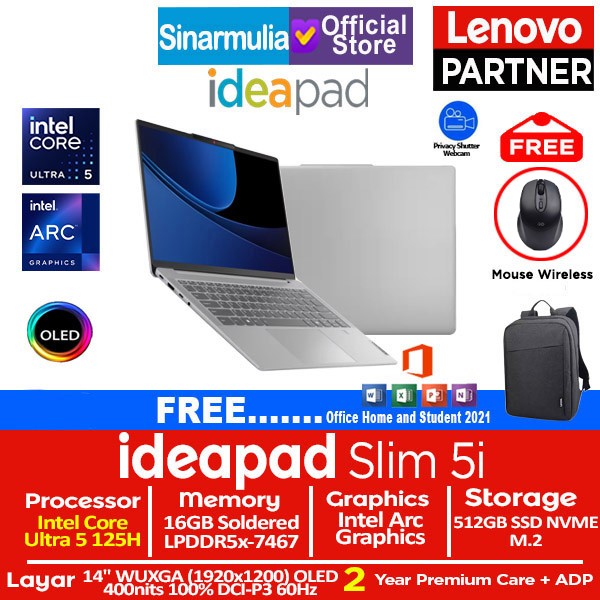 Sinarmulia
Official
Store
Lenovo
PARTNER
ideapad
intel
CORE
ULTRA 5
intel
ARC
GRAPHICS
OLED
Privacy Shutter
Webcam
FREE
Mouse Wireless
FREE.......
Office Home and Student 2021
ideapad Slim 5i
Processor
Intel Core
Ultra 5 125H
Memory
16GB Soldered
LPDDR5x-7467
Graphics
Intel Arc
Graphics
Storage
512GB SSD NVME
M.2
Layar 14" WUXGA (1920x1200) OLED
400nits 100% DCI-P3 60Hz
2 Year Premium Care + ADP